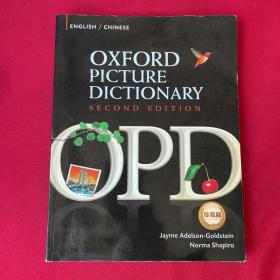 ENGLISH / CHINESE
OXFORD
PICTURE
DICTIONARY
SECOND EDITION
OPD
Jayme Adelson-Goldstein
Norma Shapiro